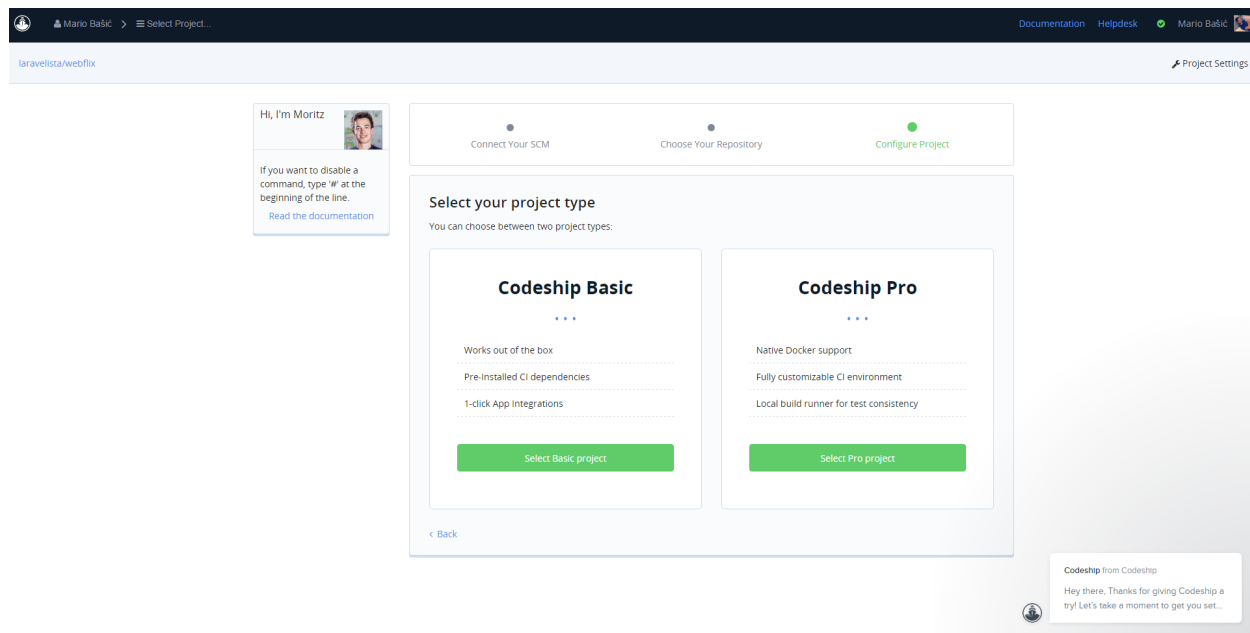 Mario Bašić > Select Project...
Documentation Helpdesk Mario Bašić
laravelista/webflix
Project Settings
Hi, I'm Moritz
If you want to disable a
command, type '#' at the
beginning of the line.
Read the documentation
Connect Your SCM
Choose Your Repository
Configure Project
Select your project type
You can choose between two project types:
Codeship Basic
Works out of the box
Pre-Installed CI dependencies
1-click App Integrations
Select Basic project
Codeship Pro
Native Docker support
Fully customizable CI environment
Local build runner for test consistency
Select Pro project
< Back
Codeship from Codeship
Hey there, Thanks for giving Codeship a
try! Let's take a moment to get you set...